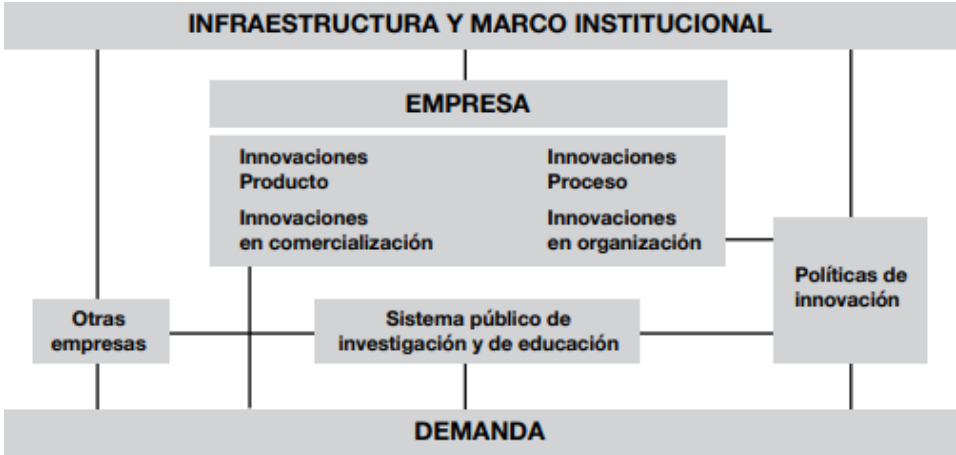 INFRAESTRUCTURA Y MARCO INSTITUCIONAL
EMPRESA
Innovaciones
Producto
Innovaciones
Proceso
Innovaciones
en comercialización
Innovaciones
en organización
Políticas de
innovación
Otras
empresas
Sistema público de
investigación y de educación
DEMANDA